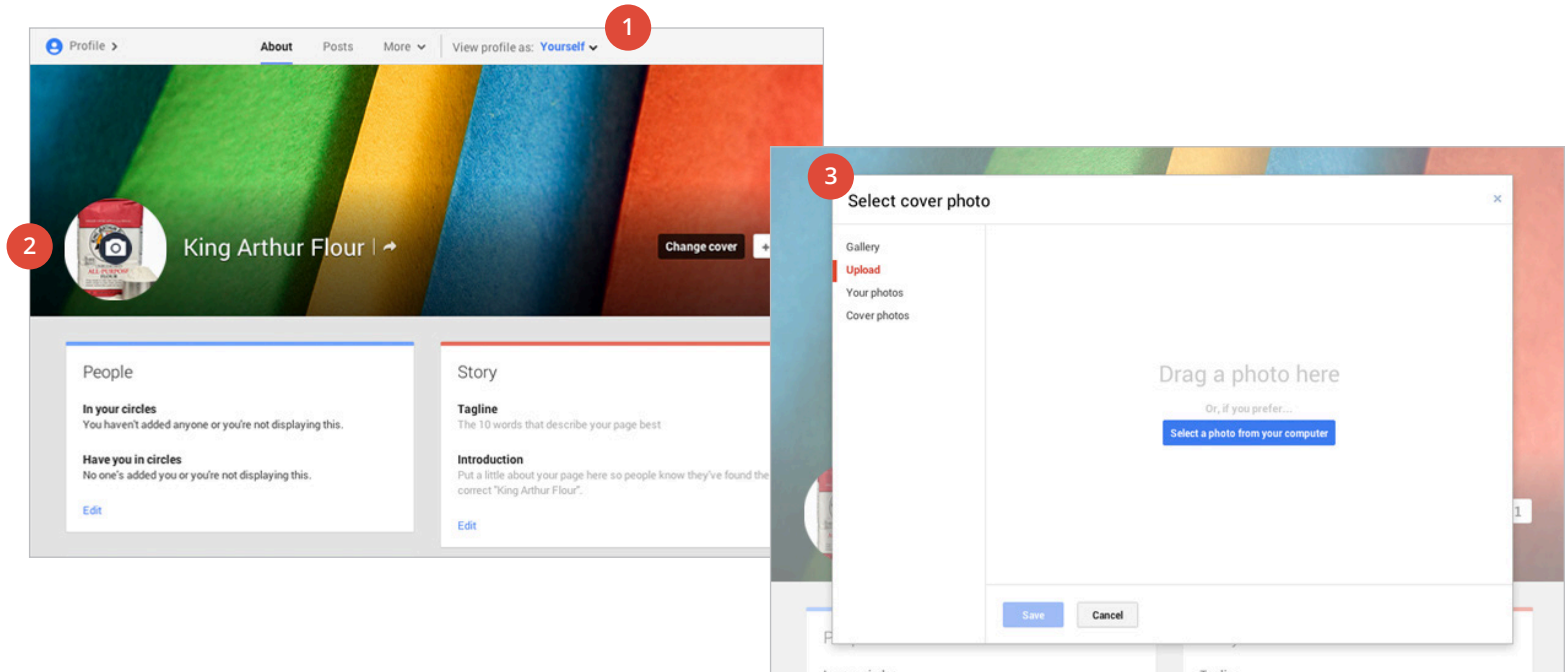 1
Profile >
About Posts More View profile as: Yourself
2
ALL-PURPOSE
FLOUR
King Arthur Flour
Change cover +
People
In your circles
You haven't added anyone or you're not displaying this.
Have you in circles
No one's added you or you're not displaying this.
Edit
Story
Tagline
The 10 words that describe your page best
Introduction
Put a little about your page here so people know they've found the
correct "King Arthur Flour".
Edit
3
Select cover photo ×
Gallery
Upload
Your photos
Cover photos
Drag a photo here
Or, if you prefer...
Select a photo from your computer
Save Cancel
1